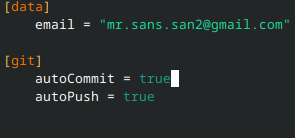 [data]
    email = "mr.sans.san2@gmail.com"

[git]
    autoCommit = true
    autoPush = true